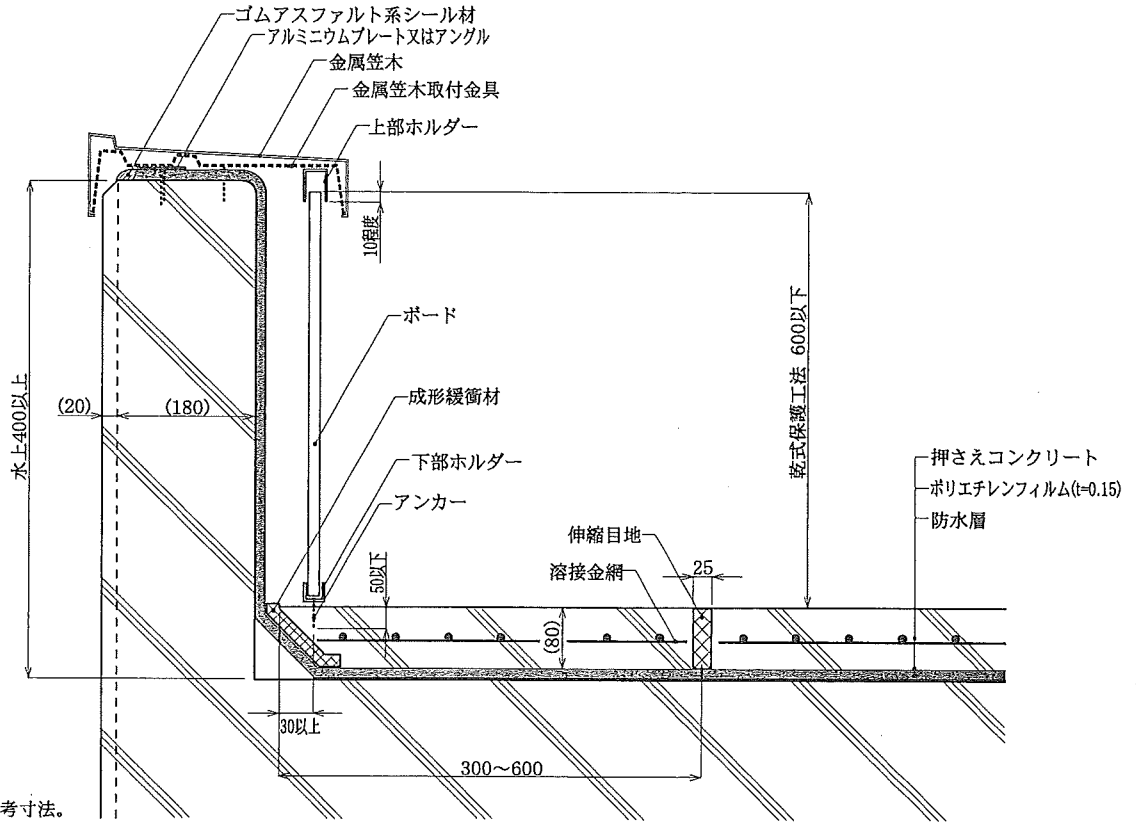 ゴムアスファルト系シール材
アルミニウムプレート又はアングル
金属笠木
金属笠木取付金具
上部ホルダー
10程度
ボード
乾式保護工法 600以下
水上400以上
(20)
(180)
成形緩衝材
下部ホルダー
アンカー
押さえコンクリート
ポリエチレンフィルム(t=0.15)
防水層
伸縮目地
溶接金網
25
50以下
(80)
30以上
300〜600
考寸法。